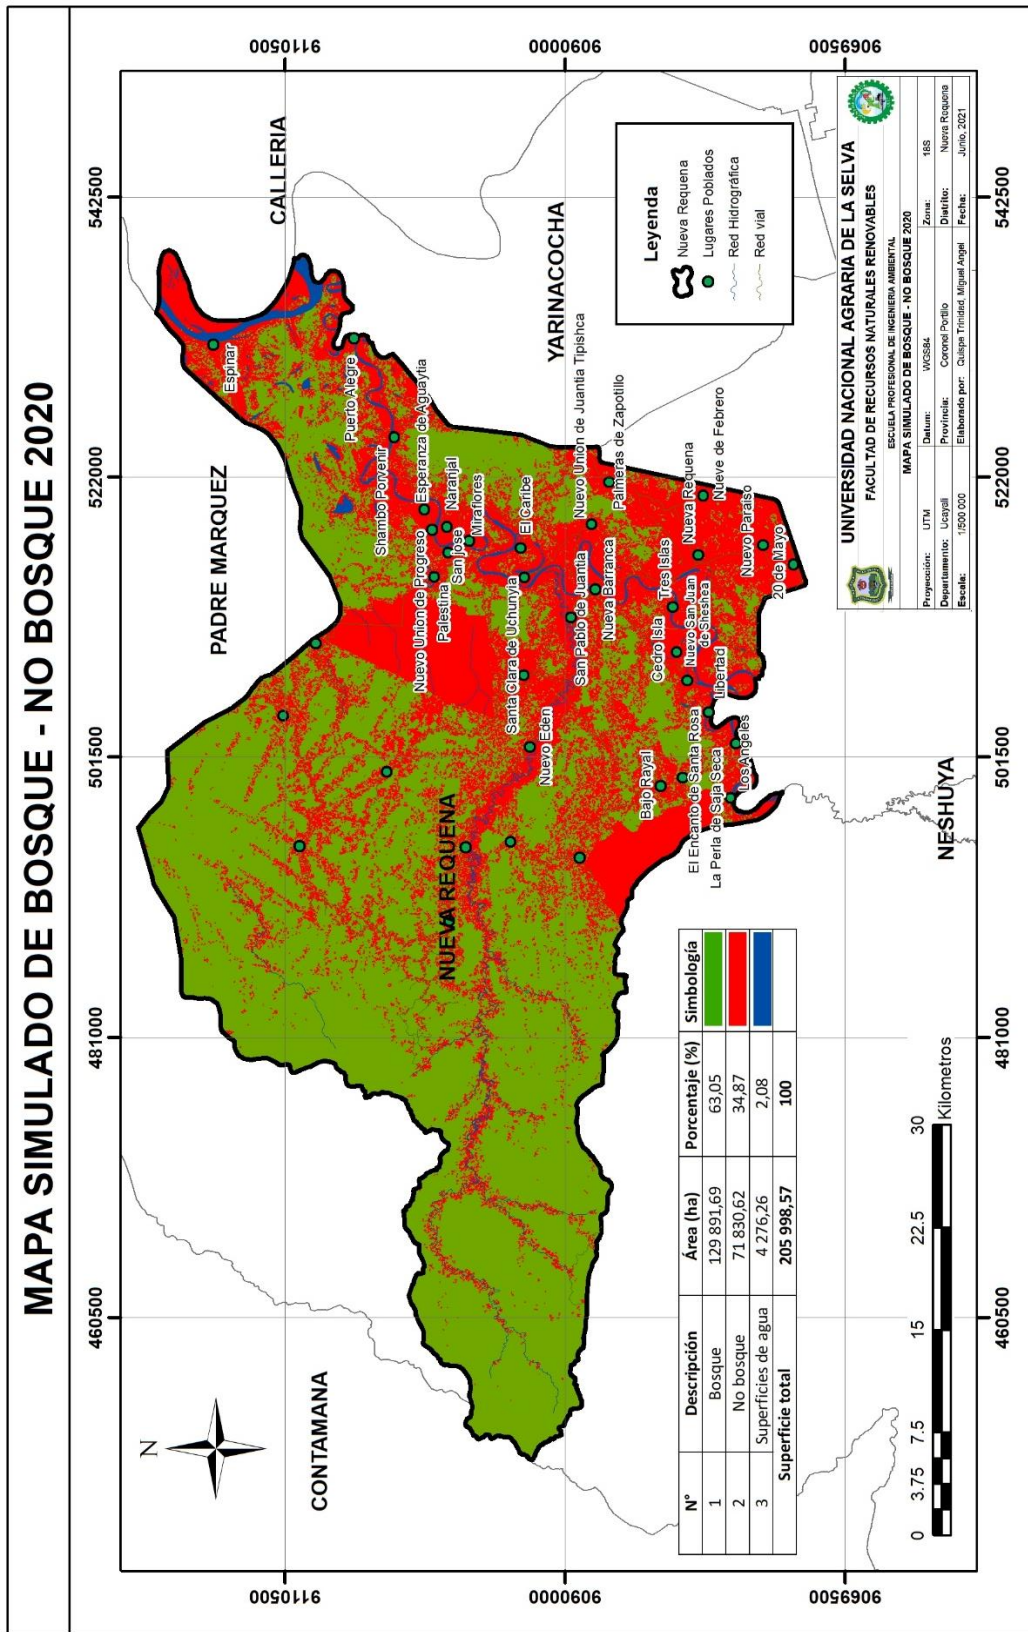 MAPA SIMULADO DE BOSQUE - NO BOSQUE 2020
460500
481000
501500
522000
542500
9110500
9090000
9069500
9110500
9090000
9069500
460500
481000
501500
522000
542500
N
CONTAMANA
PADRE MARQUEZ
CALLERIA
YARINACOCHA
NUEVA REQUENA
NESHUYA
Espinar
Puerto Alegre
Shambo Porvenir
Esperanza de Aguaytia
Nuevo Union de Progreso
Naranjal
Palestina
San jose
Miraflores
Santa Clara de Uchunya
El Caribe
Nuevo Eden
San Pablo de Juantia
Nuevo Union de Juantia Tipishca
Nueva Barranca
Palmeras de Zapotillo
Bajo Rayal
Cedro Isla
Tres Islas
El Encanto de Santa Rosa
Nuevo San Juan
de Sheshea
Nueva Requena
Nueve de Febrero
La Perla de Saja Seca
Libertad
Los Angeles
Nuevo Paraiso
20 de Mayo
Leyenda
Nueva Requena
Lugares Poblados
Red Hidrográfica
Red vial
N° Descripción Área (ha) Porcentaje (%) Simbología
1 Bosque 129 891,69 63,05
2 No bosque 71 830,62 34,87
3 Superficies de agua 4 276,26 2,08
Superficie total 205 998,57 100
0 3.75 7.5 15 22.5 30
Kilometros
UNIVERSIDAD NACIONAL AGRARIA DE LA SELVA
FACULTAD DE RECURSOS NATURALES RENOVABLES
ESCUELA PROFESIONAL DE INGENIERIA AMBIENTAL
MAPA SIMULADO DE BOSQUE - NO BOSQUE 2020
Proyección: UTM Datum: WGS84 Zona: 18S
Departamento: Ucayali Provincia: Coronel Portillo Distrito: Nueva Requena
Escala: 1/500 000 Elaborado por: Quispe Trinidad, Miguel Angel Fecha: Junio, 2021